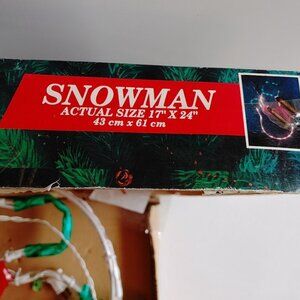 SNOWMAN
ACTUAL SIZE 17" X 24"
43 cm x 61 cm